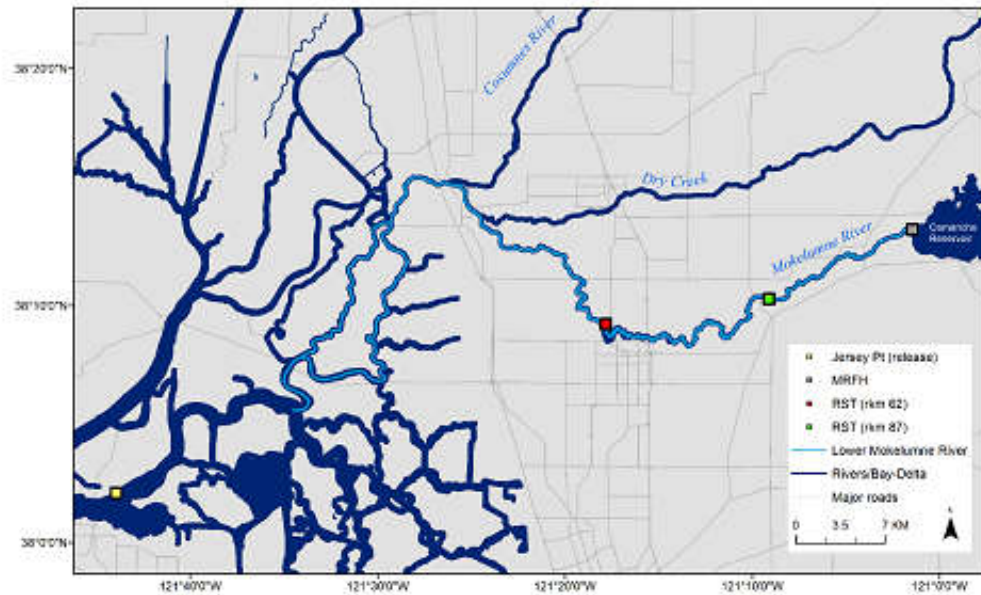 38°20'0"N
38°10'0"N
38°0'0"N
Cosumnes River
Dry Creek
Mokelumne River
Camanche
Reservoir
Jersey Pt (release)
MRFH
RST (rkm 62)
RST (rkm 87)
Lower Mokelumne River
Rivers/Bay-Delta
Major roads
0 3.5 7 KM
121°40'0"W 121°30'0"W 121°20'0"W 121°10'0"W 121°0'0"W